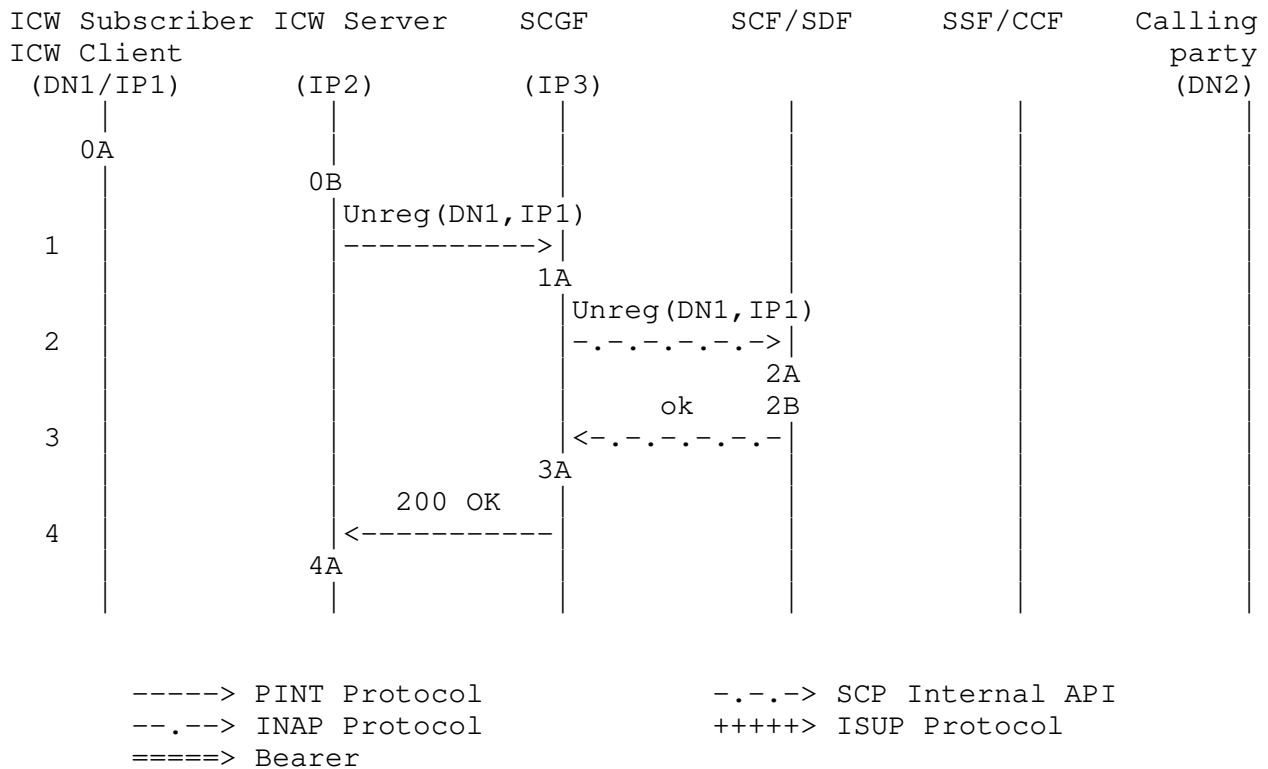 ICW Subscriber ICW Server SCGF SCF/SDF SSF/CCF Calling
ICW Client party
(DN1/IP1) (IP2) (IP3) (DN2)
0A
0B
Unreg(DN1,IP1)
1 ----------->
1A
Unreg(DN1,IP1)
2 -.-.-.-.-.->
2A
ok 2B
3 <-.-.-.-.-.-
3A
200 OK
4 <-----------
4A
-----> PINT Protocol -.-.-> SCP Internal API
--.--> INAP Protocol +++++> ISUP Protocol
=====> Bearer